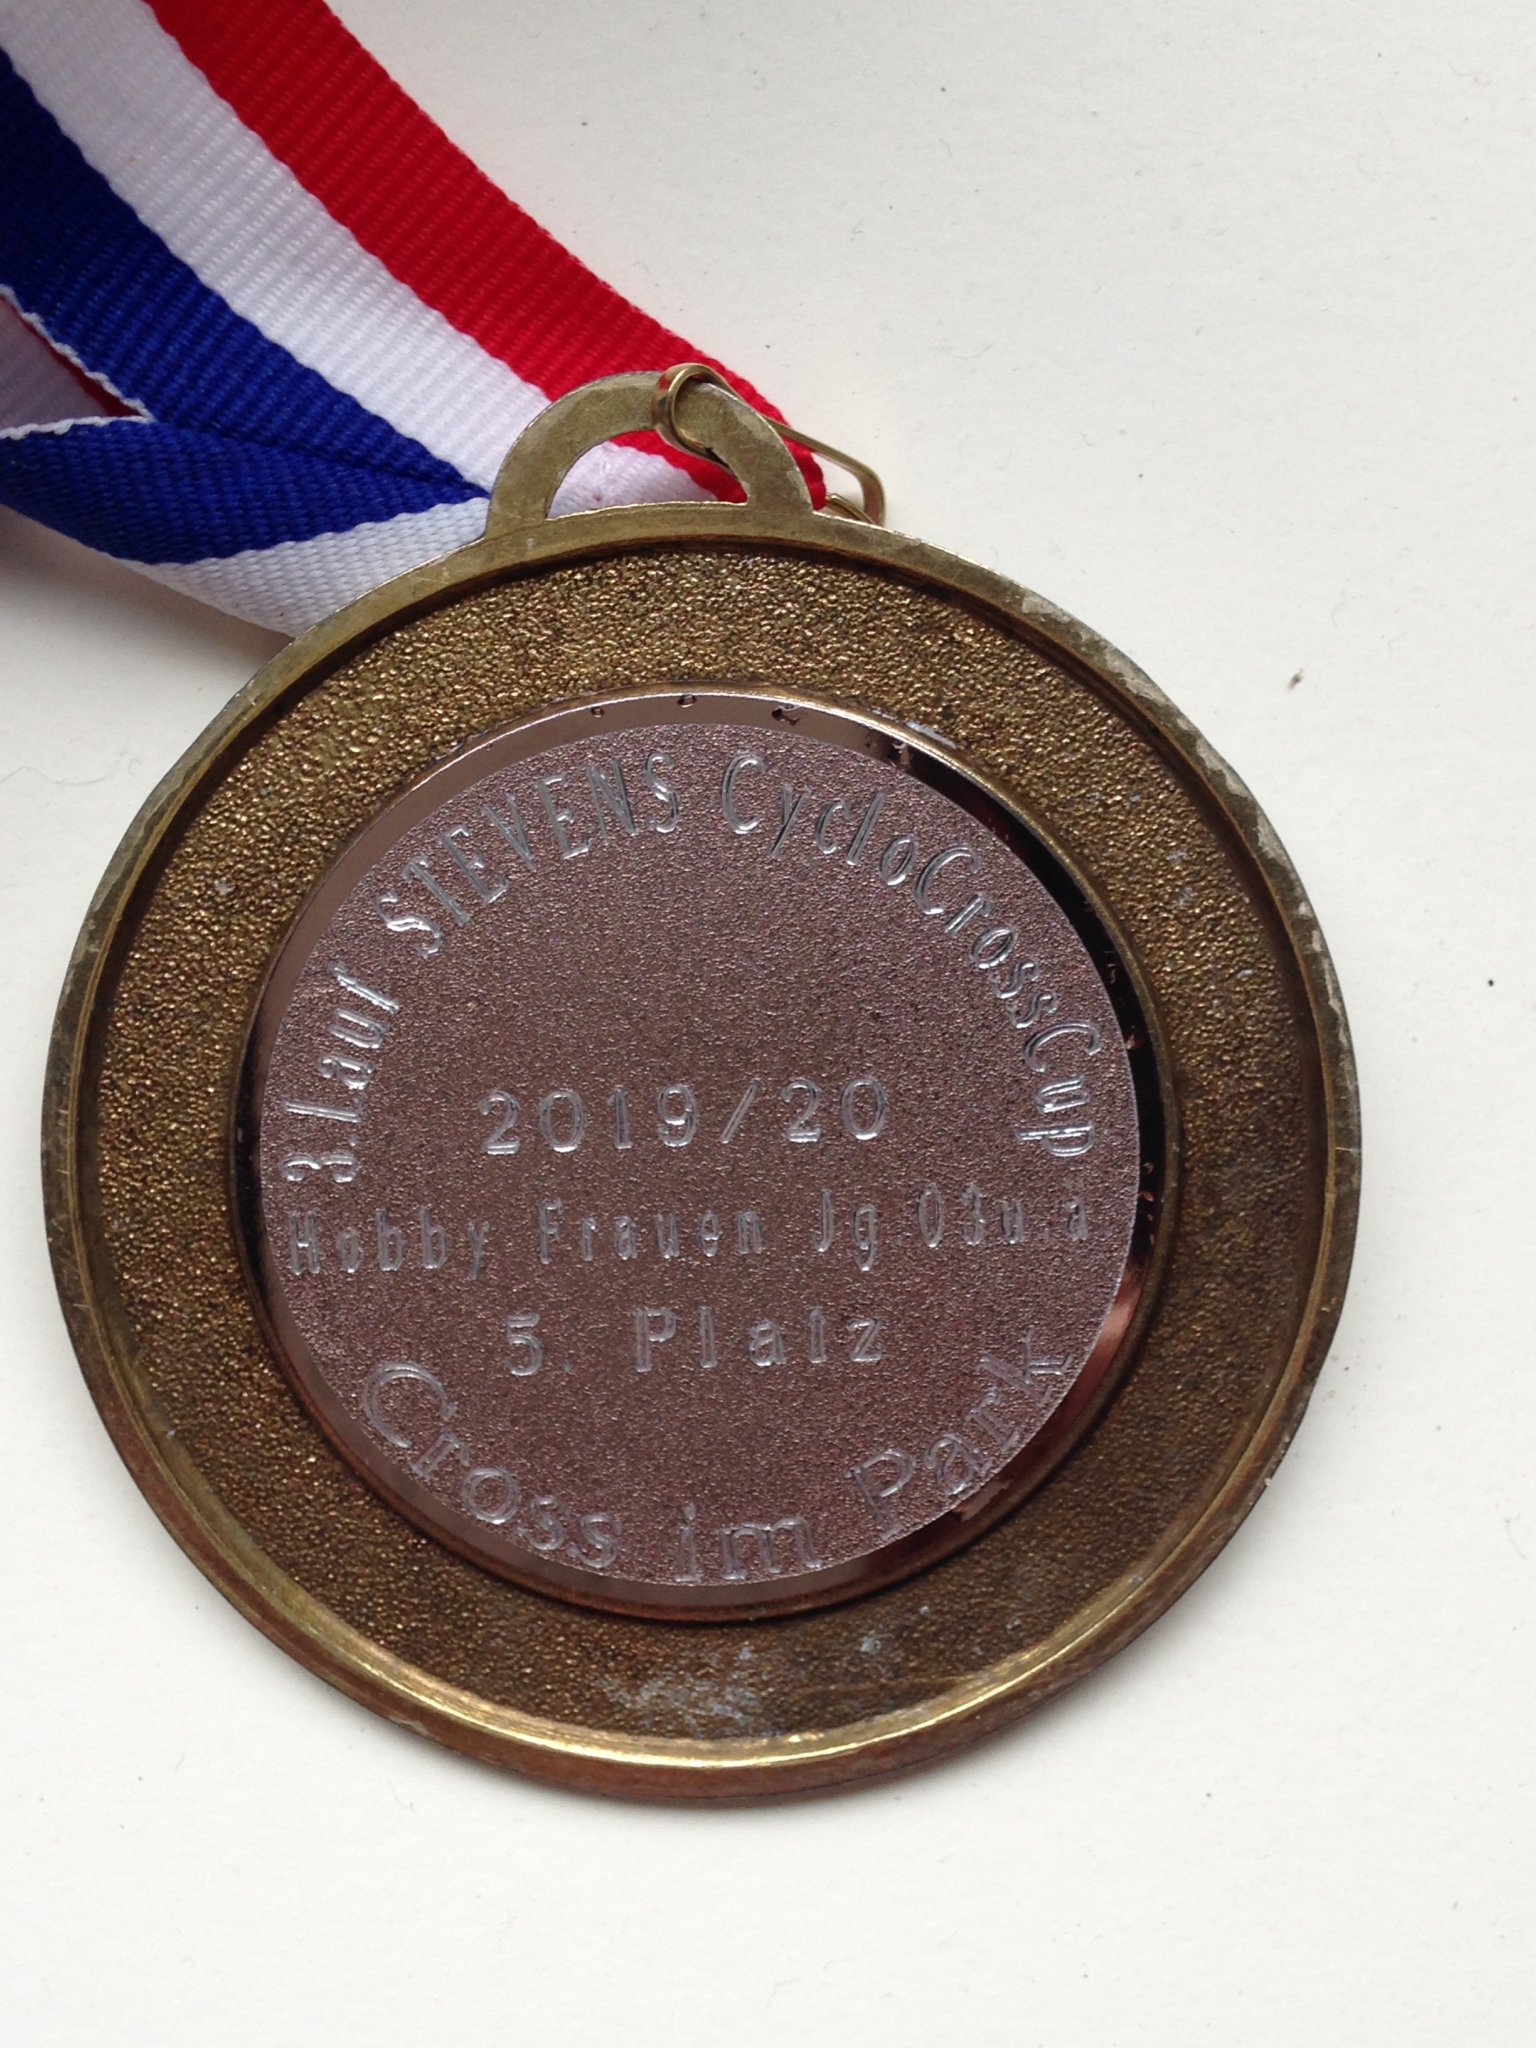 3.Lauf STEVENS CycloCrossCup
2019/20
Hobby Frauen Jg.03u.ä
5. Platz
Cross im Park